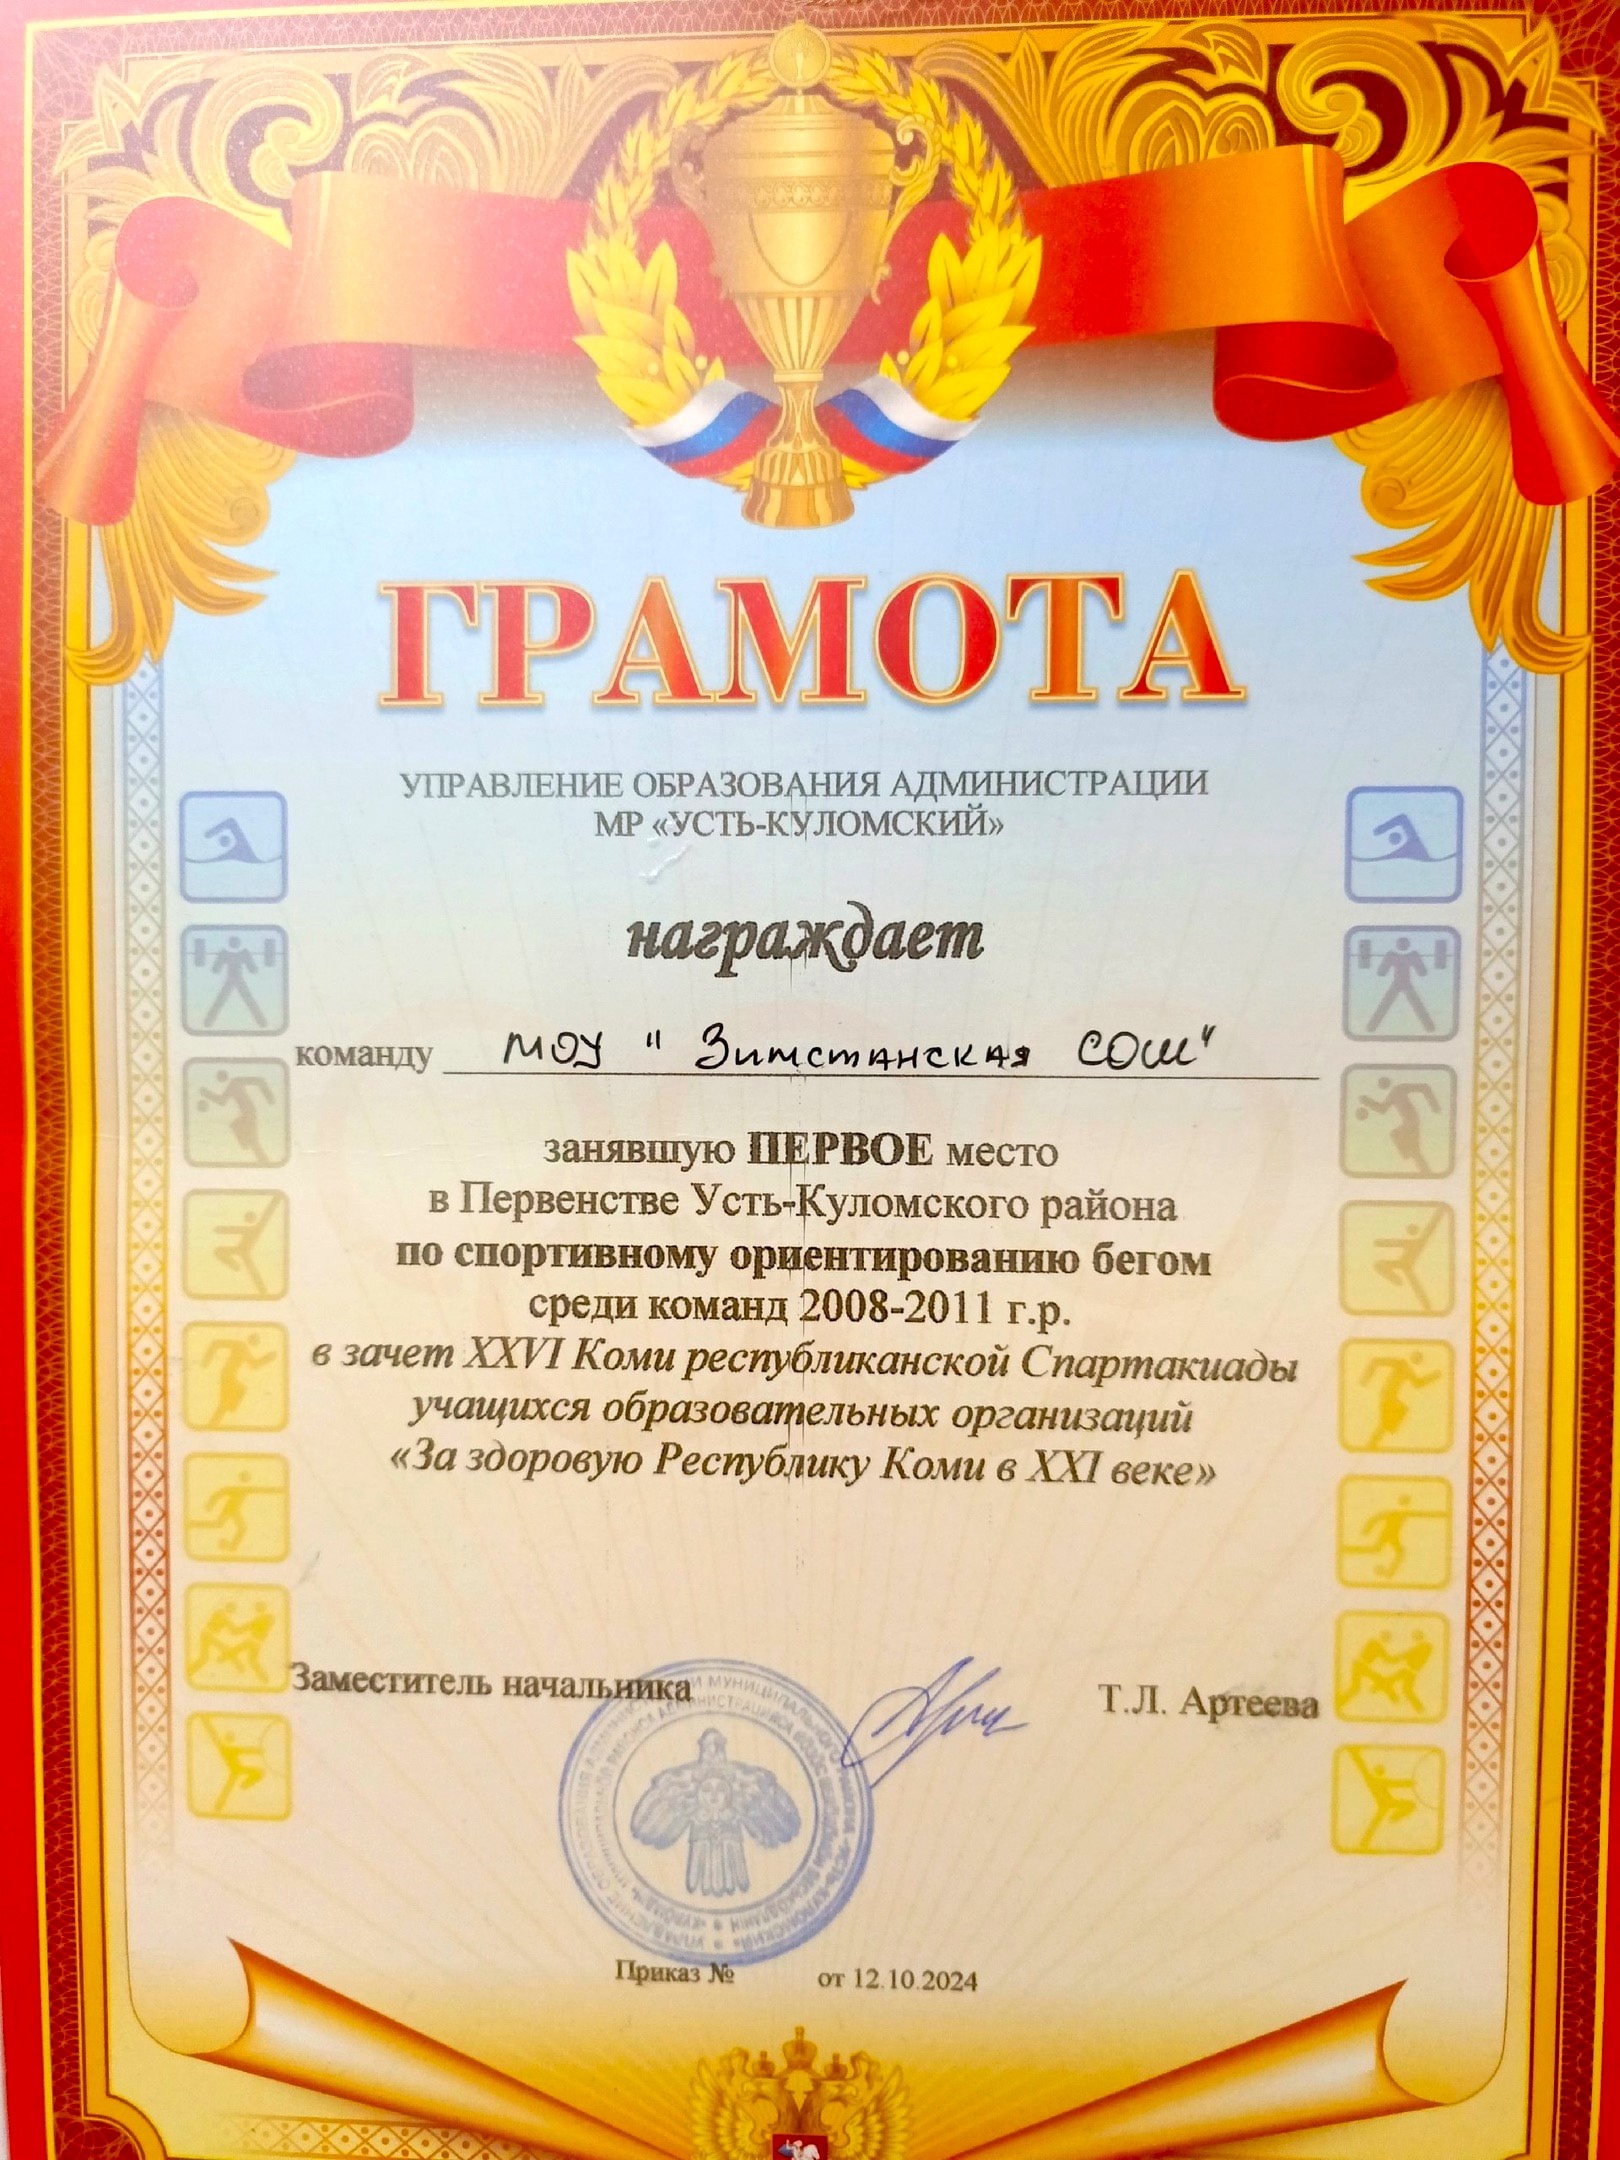 ГРАМОТА
УПРАВЛЕНИЕ ОБРАЗОВАНИЯ АДМИНИСТРАЦИИ
МР «УСТЬ-КУЛОМСКИЙ»
награждает
команду МОУ "Зимстанская СОШ"
занявшую ПЕРВОЕ место
в Первенстве Усть-Куломского района
по спортивному ориентированию бегом
среди команд 2008-2011 г.р.
в зачет XXVI Коми республиканской Спартакиады
учащихся образовательных организаций
«За здоровую Республику Коми в XXI веке»
Заместитель начальника Т.Л. Артеева
Приказ № от 12.10.2024